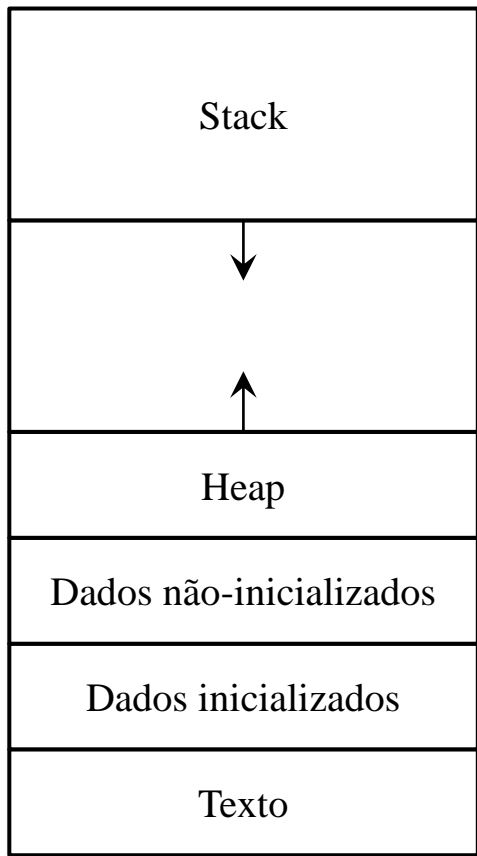 Stack
Heap
Dados não-inicializados
Dados inicializados
Texto